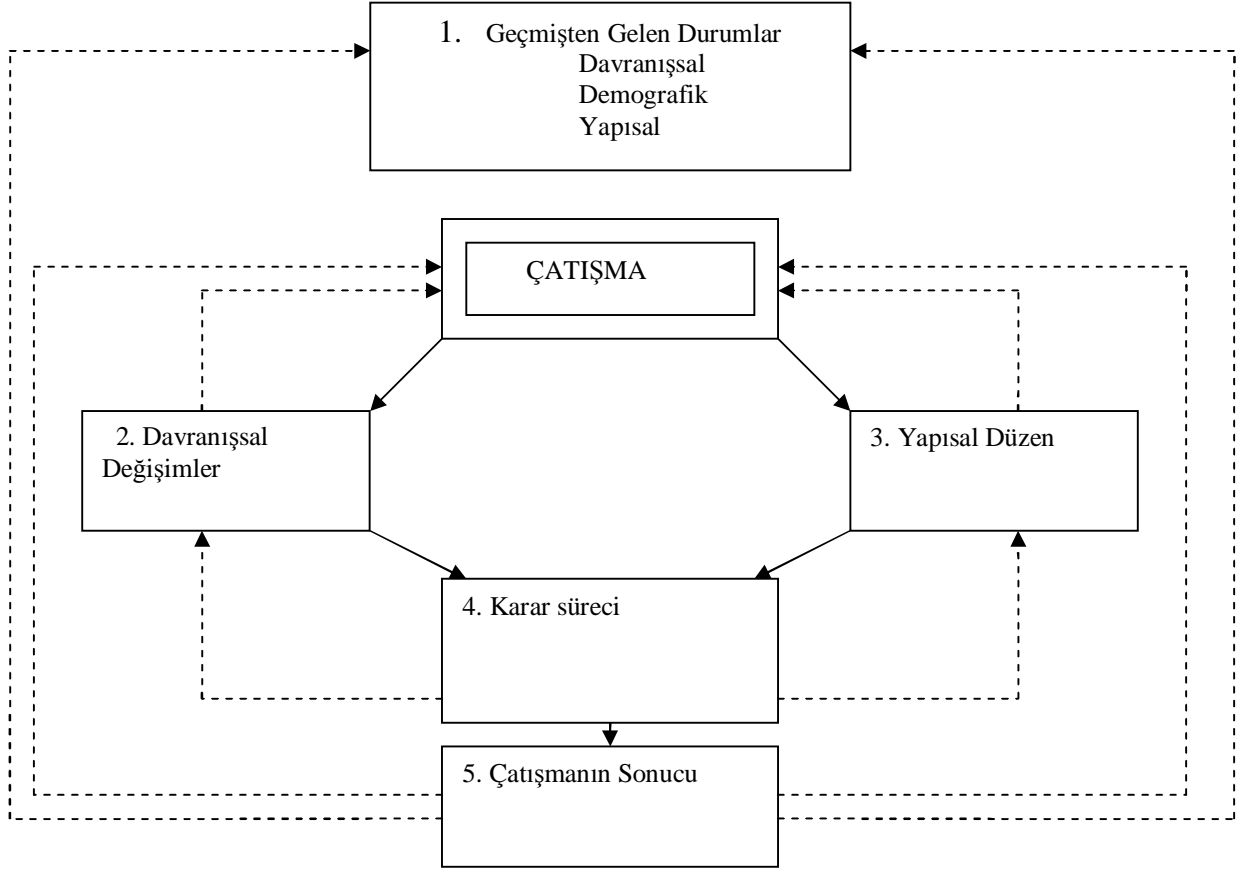 1. Geçmişten Gelen Durumlar
Davranışsal
Demografik
Yapısal
ÇATIŞMA
2. Davranışsal
Değişimler
3. Yapısal Düzen
4. Karar süreci
5. Çatışmanın Sonucu